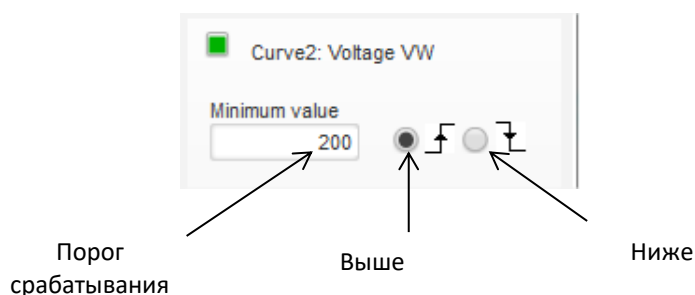 Curve2: Voltage VW
Minimum value
200
Порог
срабатывания
Выше
Ниже